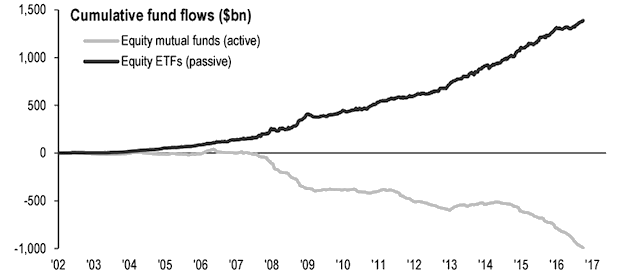 Cumulative fund flows ($bn)
Equity mutual funds (active)
Equity ETFs (passive)
1,500
1,000
500
0
-500
-1,000
'02 '03 '04 '05 '06 '07 '08 '09 '10 '11 '12 '13 '14 '15 '16 '17